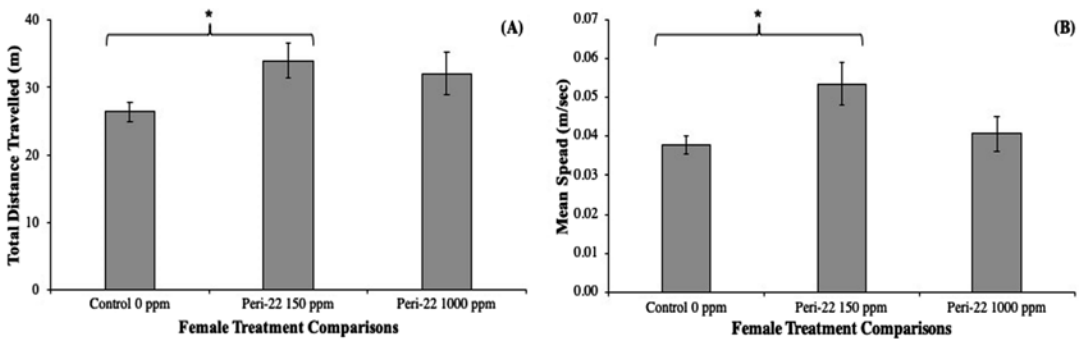 (A)
*
Total Distance Travelled (m)
40
30
20
10
0
Control 0 ppm
Peri-22 150 ppm
Peri-22 1000 ppm
Female Treatment Comparisons
(B)
*
Mean Spead (m/sec)
0.07
0.06
0.05
0.04
0.03
0.02
0.01
0.00
Control 0 ppm
Peri-22 150 ppm
Peri-22 1000 ppm
Female Treatment Comparisons